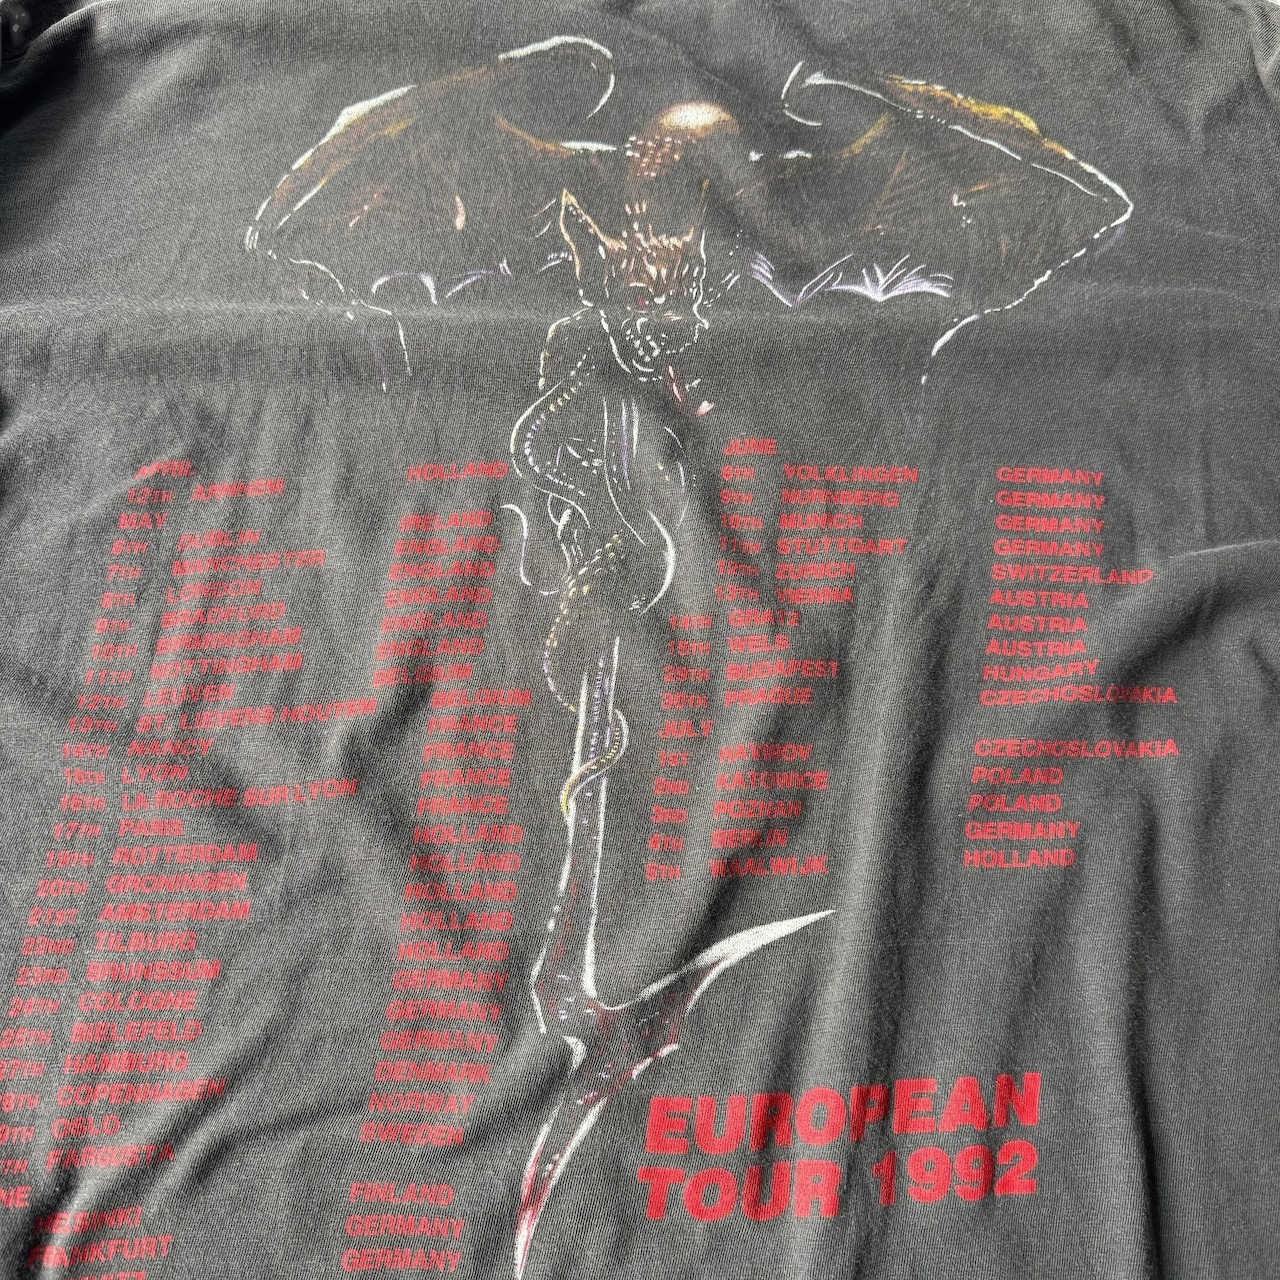 APRIL
12TH ARNHEM HOLLAND
MAY
6TH DUBLIN IRELAND
7TH MANCHESTER ENGLAND
8TH LONDON ENGLAND
9TH BRADFORD ENGLAND
10TH BIRMINGHAM ENGLAND
11TH NOTTINGHAM ENGLAND
12TH LEUVEN BELGIUM
13TH ST. LIEVENS HOUTEM BELGIUM
14TH NANCY FRANCE
15TH LYON FRANCE
16TH LA ROCHE SUR LYON FRANCE
17TH PARIS FRANCE
19TH ROTTERDAM HOLLAND
20TH GRONINGEN HOLLAND
21ST AMSTERDAM HOLLAND
22ND TILBURG HOLLAND
23RD BRUNSSUM HOLLAND
24TH COLOGNE GERMANY
25TH BIELEFELD GERMANY
27TH HAMBURG GERMANY
COPENHAGEN DENMARK
OSLO NORWAY
FARGUSTA SWEDEN
HELSINKI FINLAND
FRANKFURT GERMANY
GERMANY
JUNE
6TH VOLKLINGEN GERMANY
9TH NURNBERG GERMANY
10TH MUNICH GERMANY
11TH STUTTGART GERMANY
12TH ZURICH SWITZERLAND
13TH VIENNA AUSTRIA
14TH GRAZ AUSTRIA
WELS AUSTRIA
29TH BUDAPEST HUNGARY
30TH PRAGUE CZECHOSLOVAKIA
JULY
1ST HAVIROV CZECHOSLOVAKIA
2ND KATOWICE POLAND
3RD POZNAN POLAND
4TH BERLIN GERMANY
5TH WAALWIJK HOLLAND
EUROPEAN
TOUR 1992